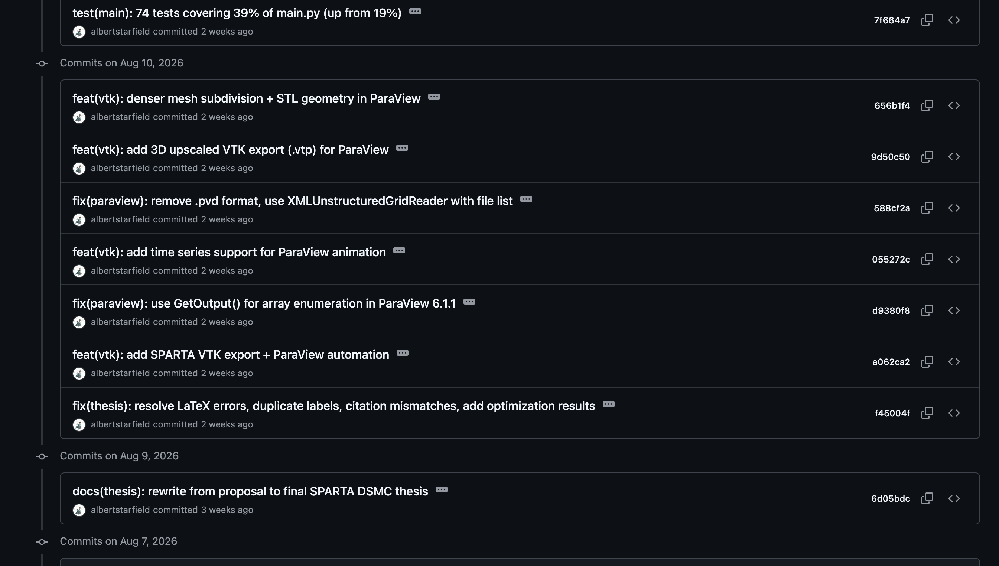 test(main): 74 tests covering 39% of main.py (up from 19%)
albertstarfield committed 2 weeks ago
7f664a7
Commits on Aug 10, 2026
feat(vtk): denser mesh subdivision + STL geometry in ParaView
albertstarfield committed 2 weeks ago
656b1f4
feat(vtk): add 3D upscaled VTK export (.vtp) for ParaView
albertstarfield committed 2 weeks ago
9d50c50
fix(paraview): remove .pvd format, use XMLUnstructuredGridReader with file list
albertstarfield committed 2 weeks ago
588cf2a
feat(vtk): add time series support for ParaView animation
albertstarfield committed 2 weeks ago
055272c
fix(paraview): use GetOutput() for array enumeration in ParaView 6.1.1
albertstarfield committed 2 weeks ago
d9380f8
feat(vtk): add SPARTA VTK export + ParaView automation
albertstarfield committed 2 weeks ago
a062ca2
fix(thesis): resolve LaTeX errors, duplicate labels, citation mismatches, add optimization results
albertstarfield committed 2 weeks ago
f45004f
Commits on Aug 9, 2026
docs(thesis): rewrite from proposal to final SPARTA DSMC thesis
albertstarfield committed 3 weeks ago
6d05bdc
Commits on Aug 7, 2026